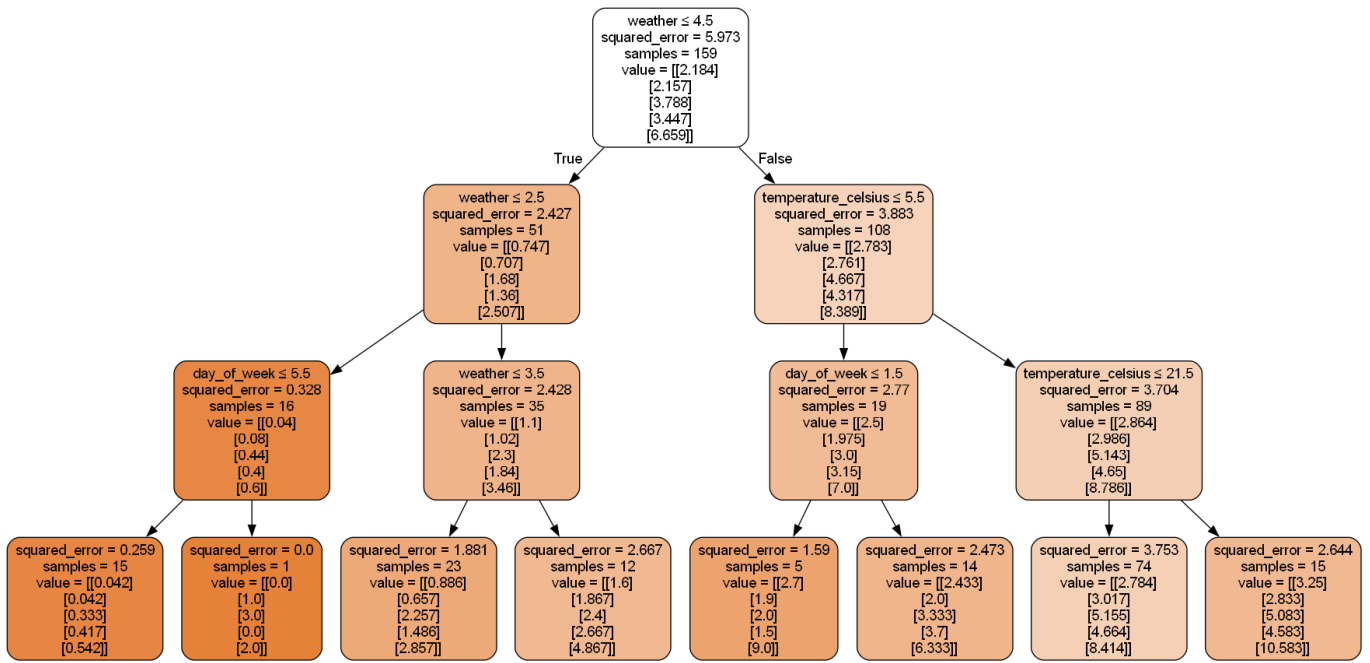 weather ≤ 4.5
squared_error = 5.973
samples = 159
value = [[2.184]
[2.157]
[3.788]
[3.447]
[6.659]]
True
False
weather ≤ 2.5
squared_error = 2.427
samples = 51
value = [[0.747]
[0.707]
[1.68]
[1.36]
[2.507]]
temperature_celsius ≤ 5.5
squared_error = 3.883
samples = 108
value = [[2.783]
[2.761]
[4.667]
[4.317]
[8.389]]
day_of_week ≤ 5.5
squared_error = 0.328
samples = 16
value = [[0.04]
[0.08]
[0.44]
[0.4]
[0.6]]
weather ≤ 3.5
squared_error = 2.428
samples = 35
value = [[1.1]
[1.02]
[2.3]
[1.84]
[3.46]]
day_of_week ≤ 1.5
squared_error = 2.77
samples = 19
value = [[2.5]
[1.975]
[3.0]
[3.15]
[7.0]]
temperature_celsius ≤ 21.5
squared_error = 3.704
samples = 89
value = [[2.864]
[2.986]
[5.143]
[4.65]
[8.786]]
squared_error = 0.259
samples = 15
value = [[0.042]
[0.042]
[0.333]
[0.417]
[0.542]]
squared_error = 0.0
samples = 1
value = [[0.0]
[1.0]
[3.0]
[0.0]
[2.0]]
squared_error = 1.881
samples = 23
value = [[0.886]
[0.657]
[2.257]
[1.486]
[2.857]]
squared_error = 2.667
samples = 12
value = [[1.6]
[1.867]
[2.4]
[2.667]
[4.867]]
squared_error = 1.59
samples = 5
value = [[2.7]
[1.9]
[2.0]
[1.5]
[9.0]]
squared_error = 2.473
samples = 14
value = [[2.433]
[2.0]
[3.333]
[3.7]
[6.333]]
squared_error = 3.753
samples = 74
value = [[2.784]
[3.017]
[5.155]
[4.664]
[8.414]]
squared_error = 2.644
samples = 15
value = [[3.25]
[2.833]
[5.083]
[4.583]
[10.583]]